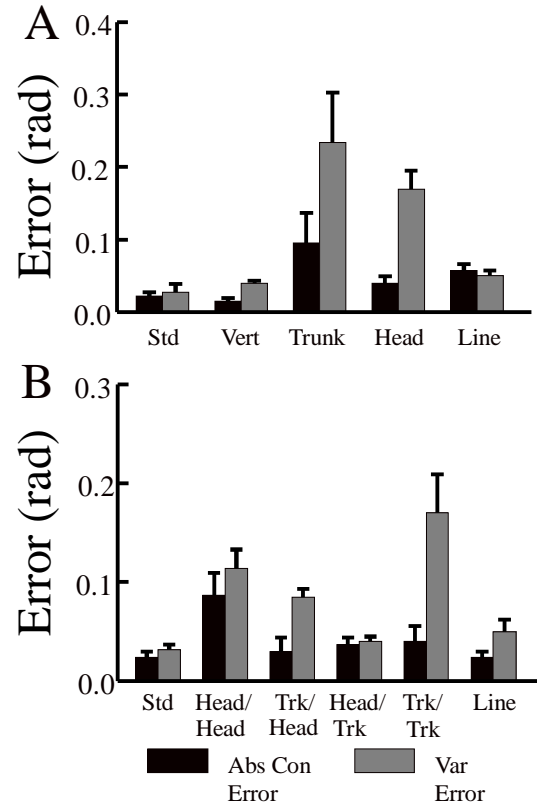 A
0.4
0.3
0.2
0.1
0.0
Error (rad)
Std Vert Trunk Head Line
B
0.3
0.2
0.1
0.0
Error (rad)
Std Head/ Trk/ Head/ Trk/ Line
Head Head Trk Trk
Abs Con Var
Error Error